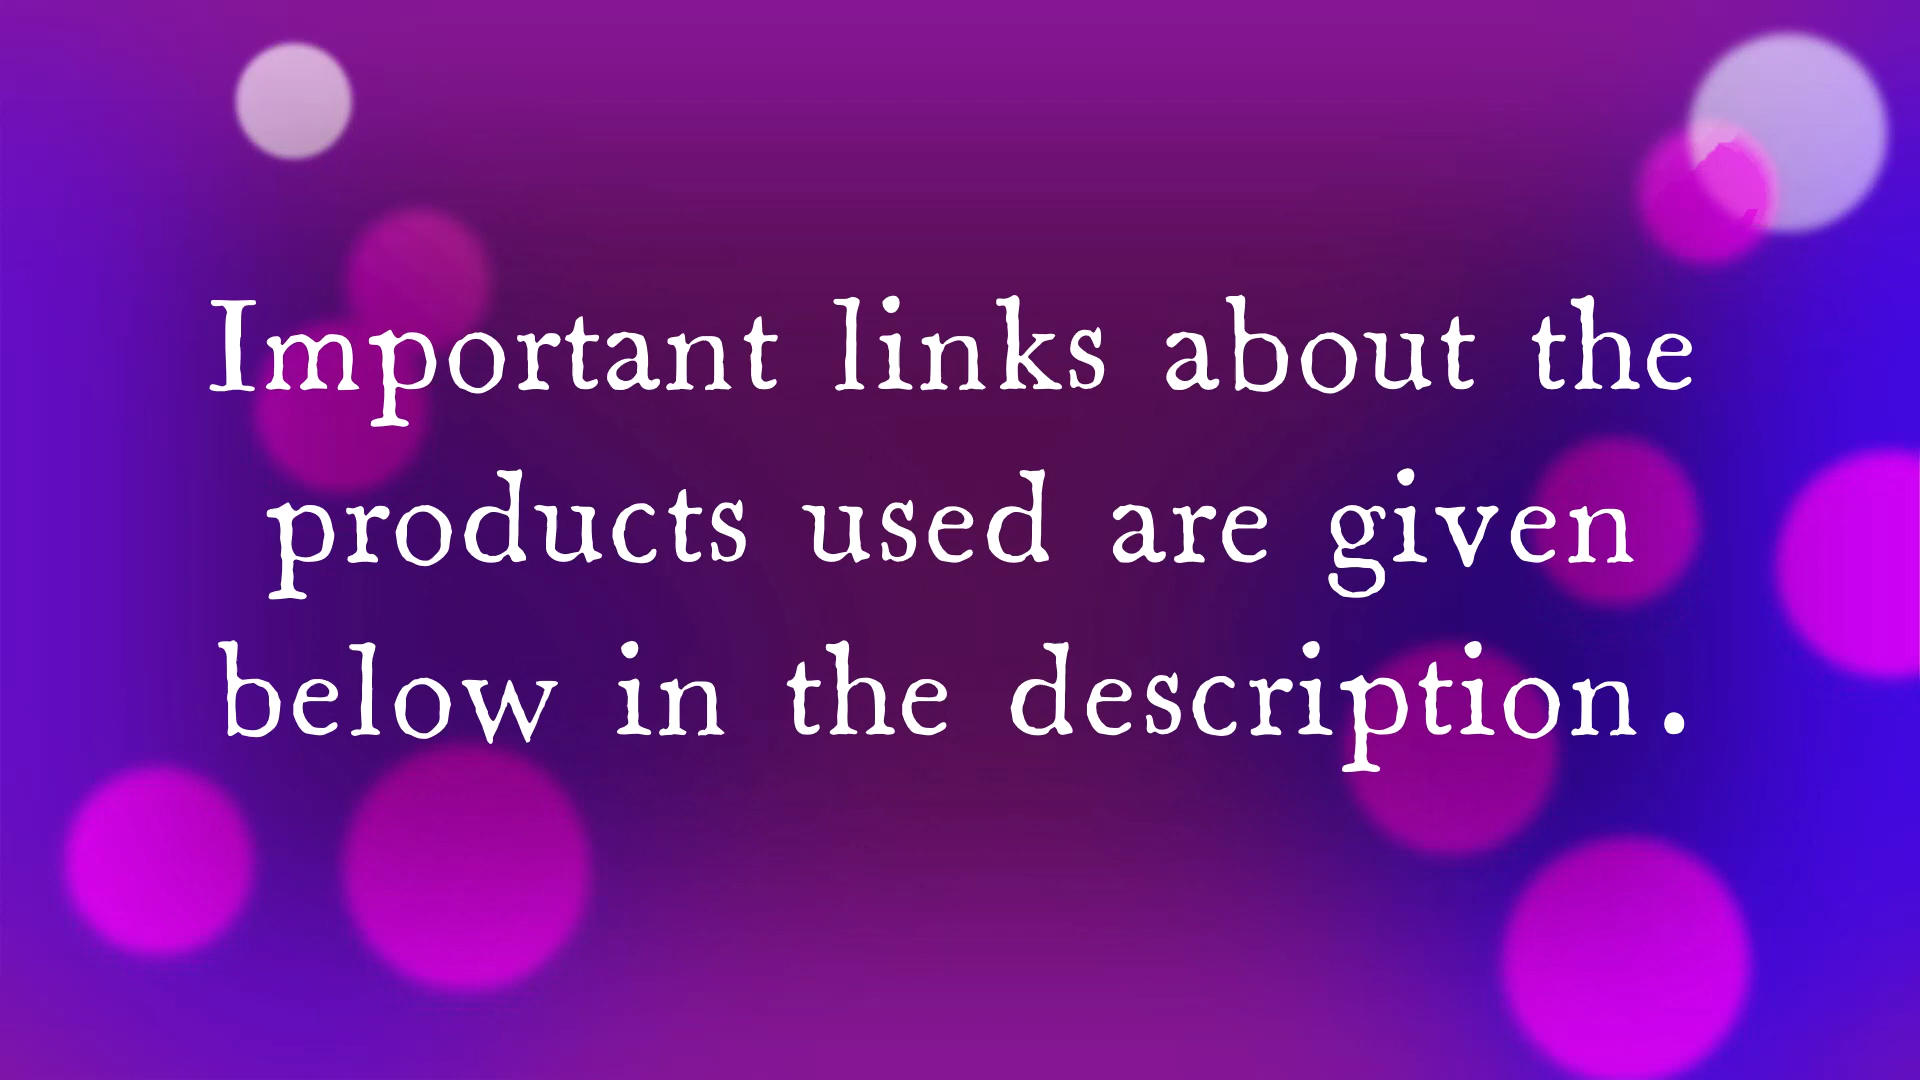 Important links about the
products used are given
below in the description.